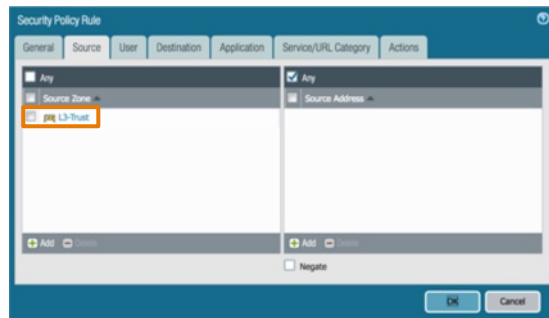 Security Policy Rule
General Source User Destination Application Service/URL Category Actions
Any
Source Zone
L3-Trust
Add Delete
Any
Source Address
Add Delete
Negate
OK Cancel